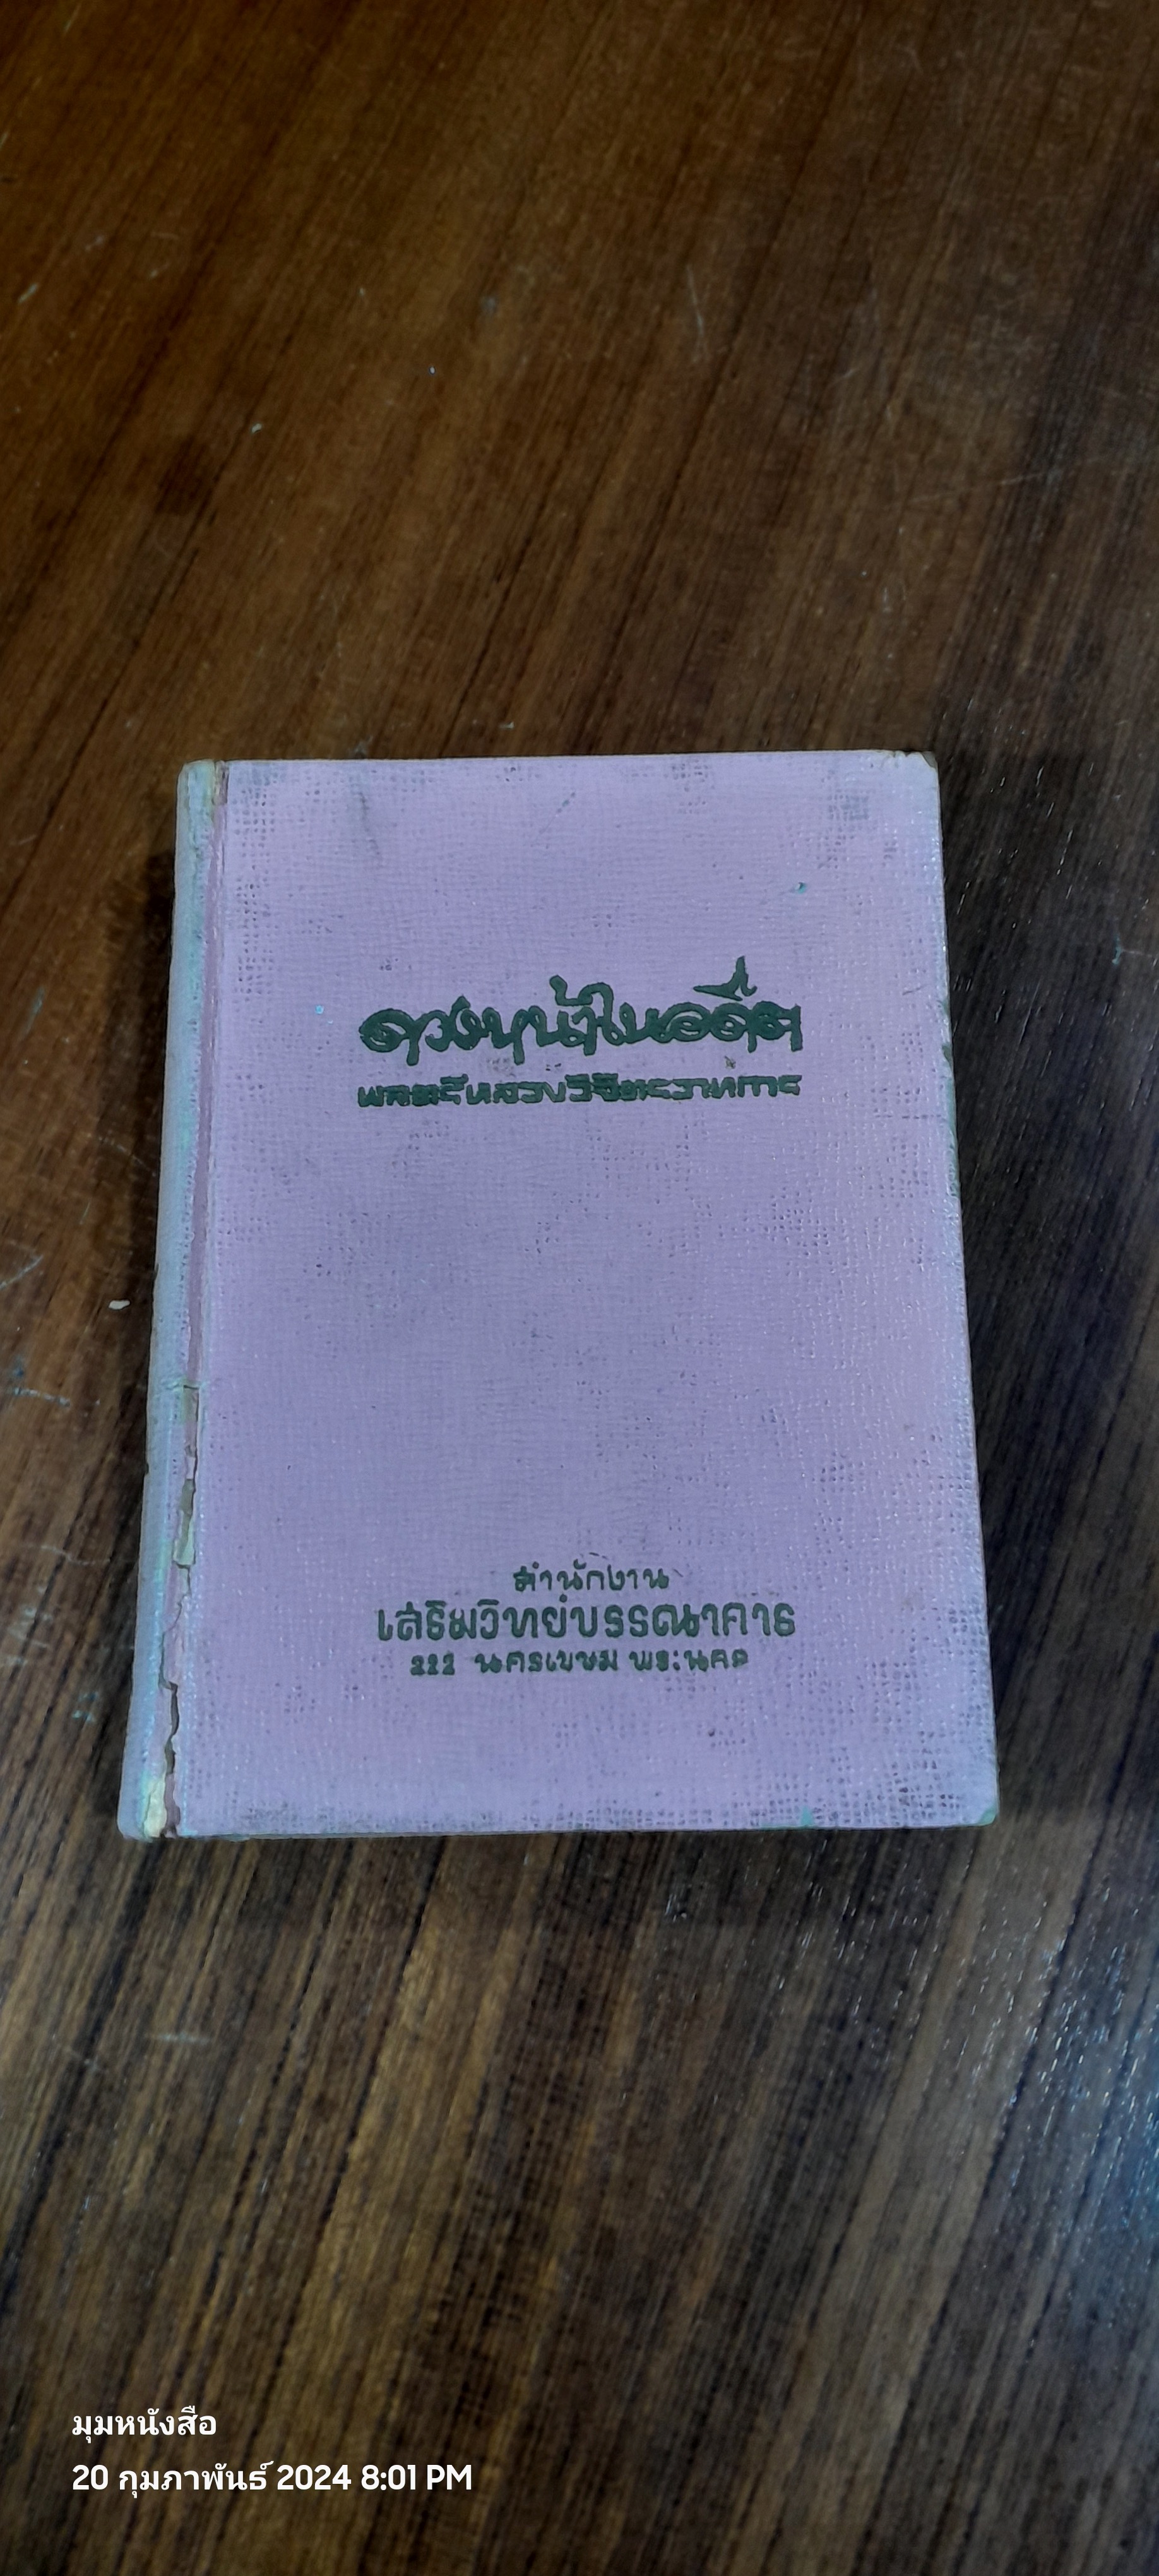 ดวงหน้าในอดีต
พลตรีหลวงวิจิตรวาทการ
สำนักงาน
เสริมวิทย์บรรณาคาร
222 นครเขษม พระนคร
มุมหนังสือ
20 กุมภาพันธ์ 2024 8:01 PM